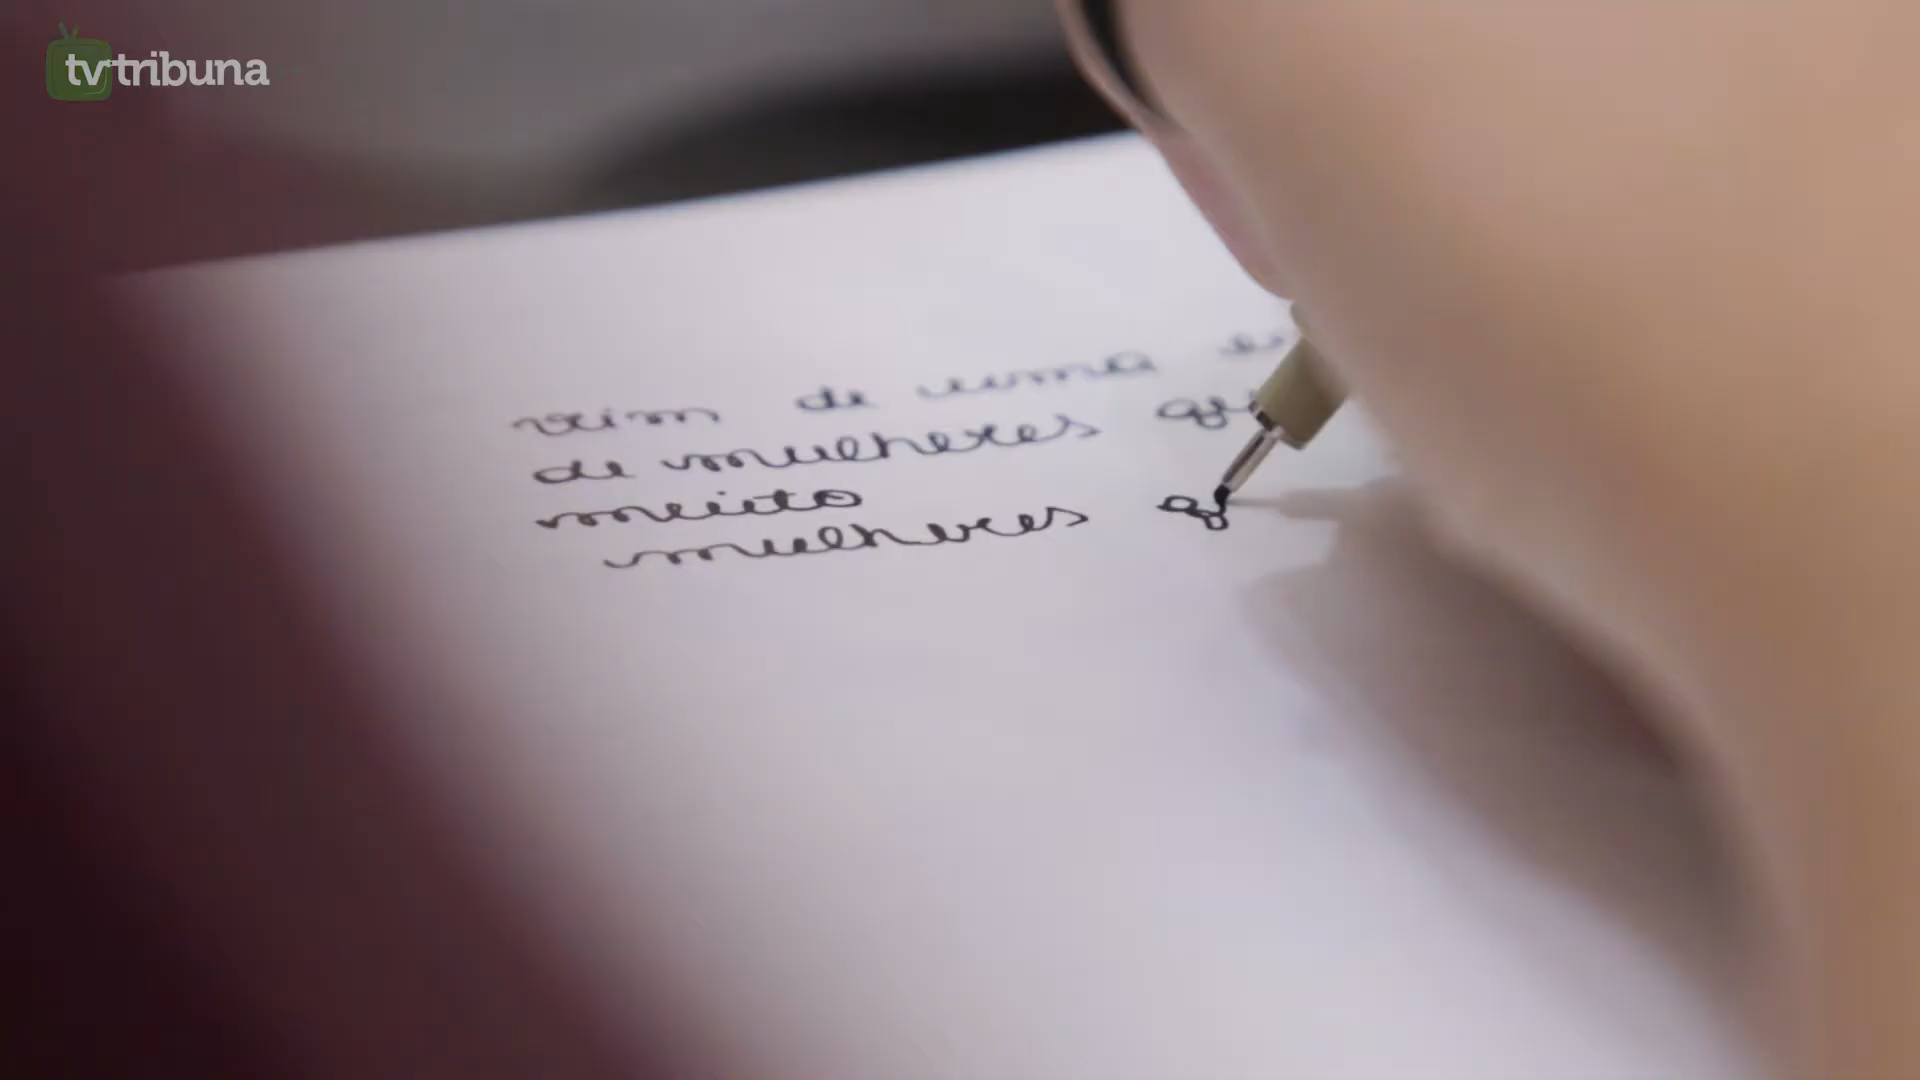 tvtribuna
vim de uma
de mulheres
muito
mulheres